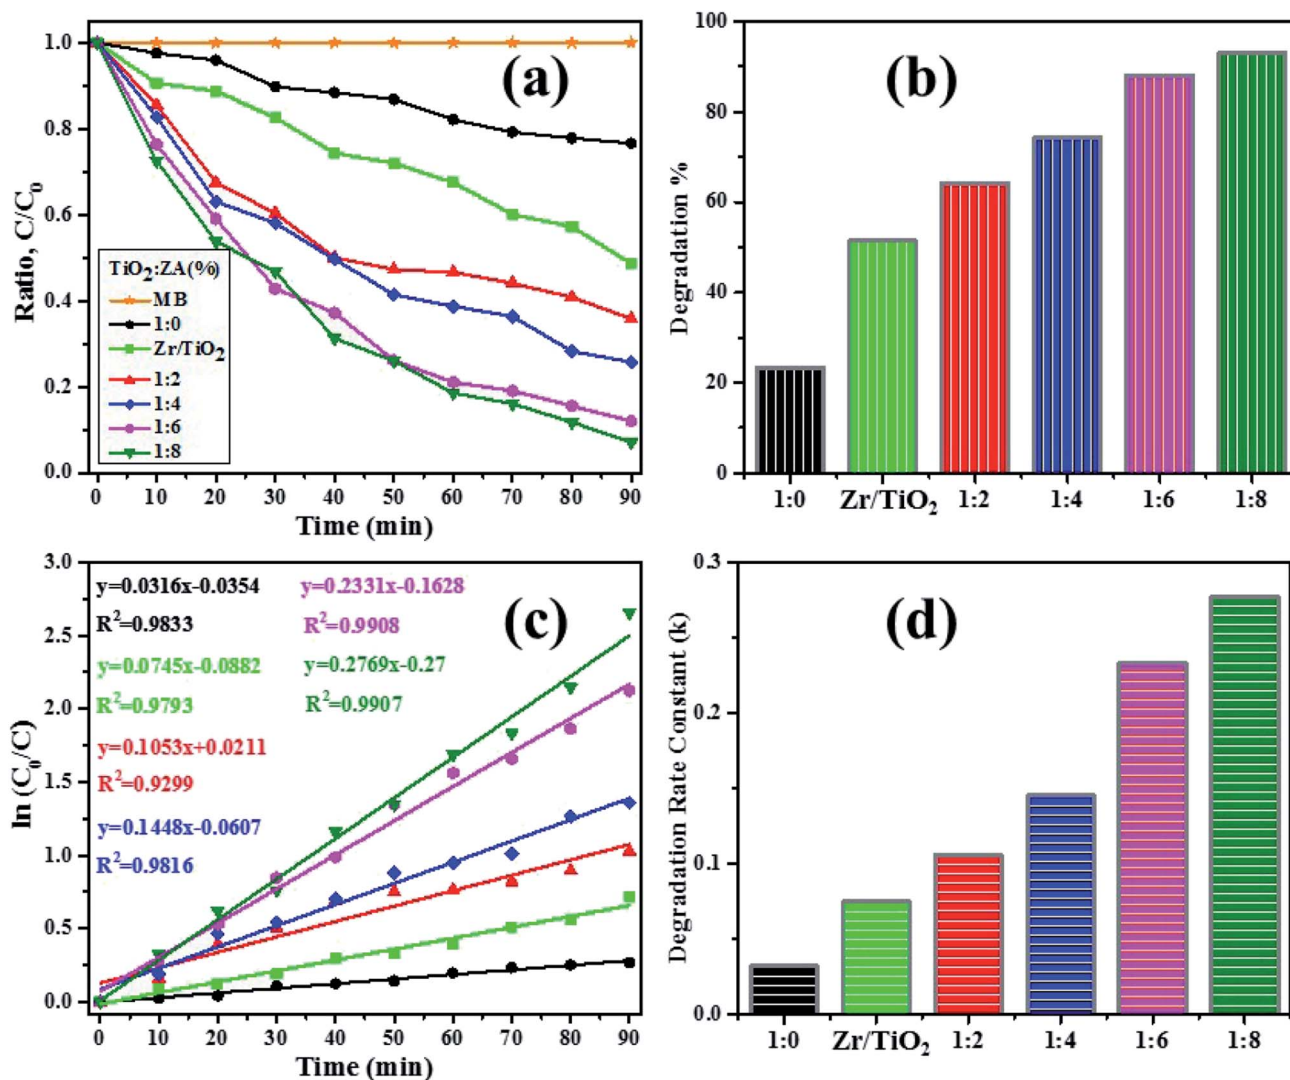 (a)
Ratio, C/C₀
1.0
0.8
0.6
0.4
0.2
0.0
TiO₂:ZA(%)
MB
1:0
Zr/TiO₂
1:2
1:4
1:6
1:8
0 10 20 30 40 50 60 70 80 90
Time (min)
(b)
Degradation %
100
80
60
40
20
0
1:0 Zr/TiO₂ 1:2 1:4 1:6 1:8
(c)
ln (C₀/C)
3.0
2.5
2.0
1.5
1.0
0.5
0.0
y=0.0316x-0.0354
R²=0.9833
y=0.0745x-0.0882
R²=0.9793
y=0.1053x+0.0211
R²=0.9299
y=0.1448x-0.0607
R²=0.9816
y=0.2331x-0.1628
R²=0.9908
y=0.2769x-0.27
R²=0.9907
0 10 20 30 40 50 60 70 80 90
Time (min)
(d)
Degradation Rate Constant (k)
0.3
0.2
0.1
0.0
1:0 Zr/TiO₂ 1:2 1:4 1:6 1:8